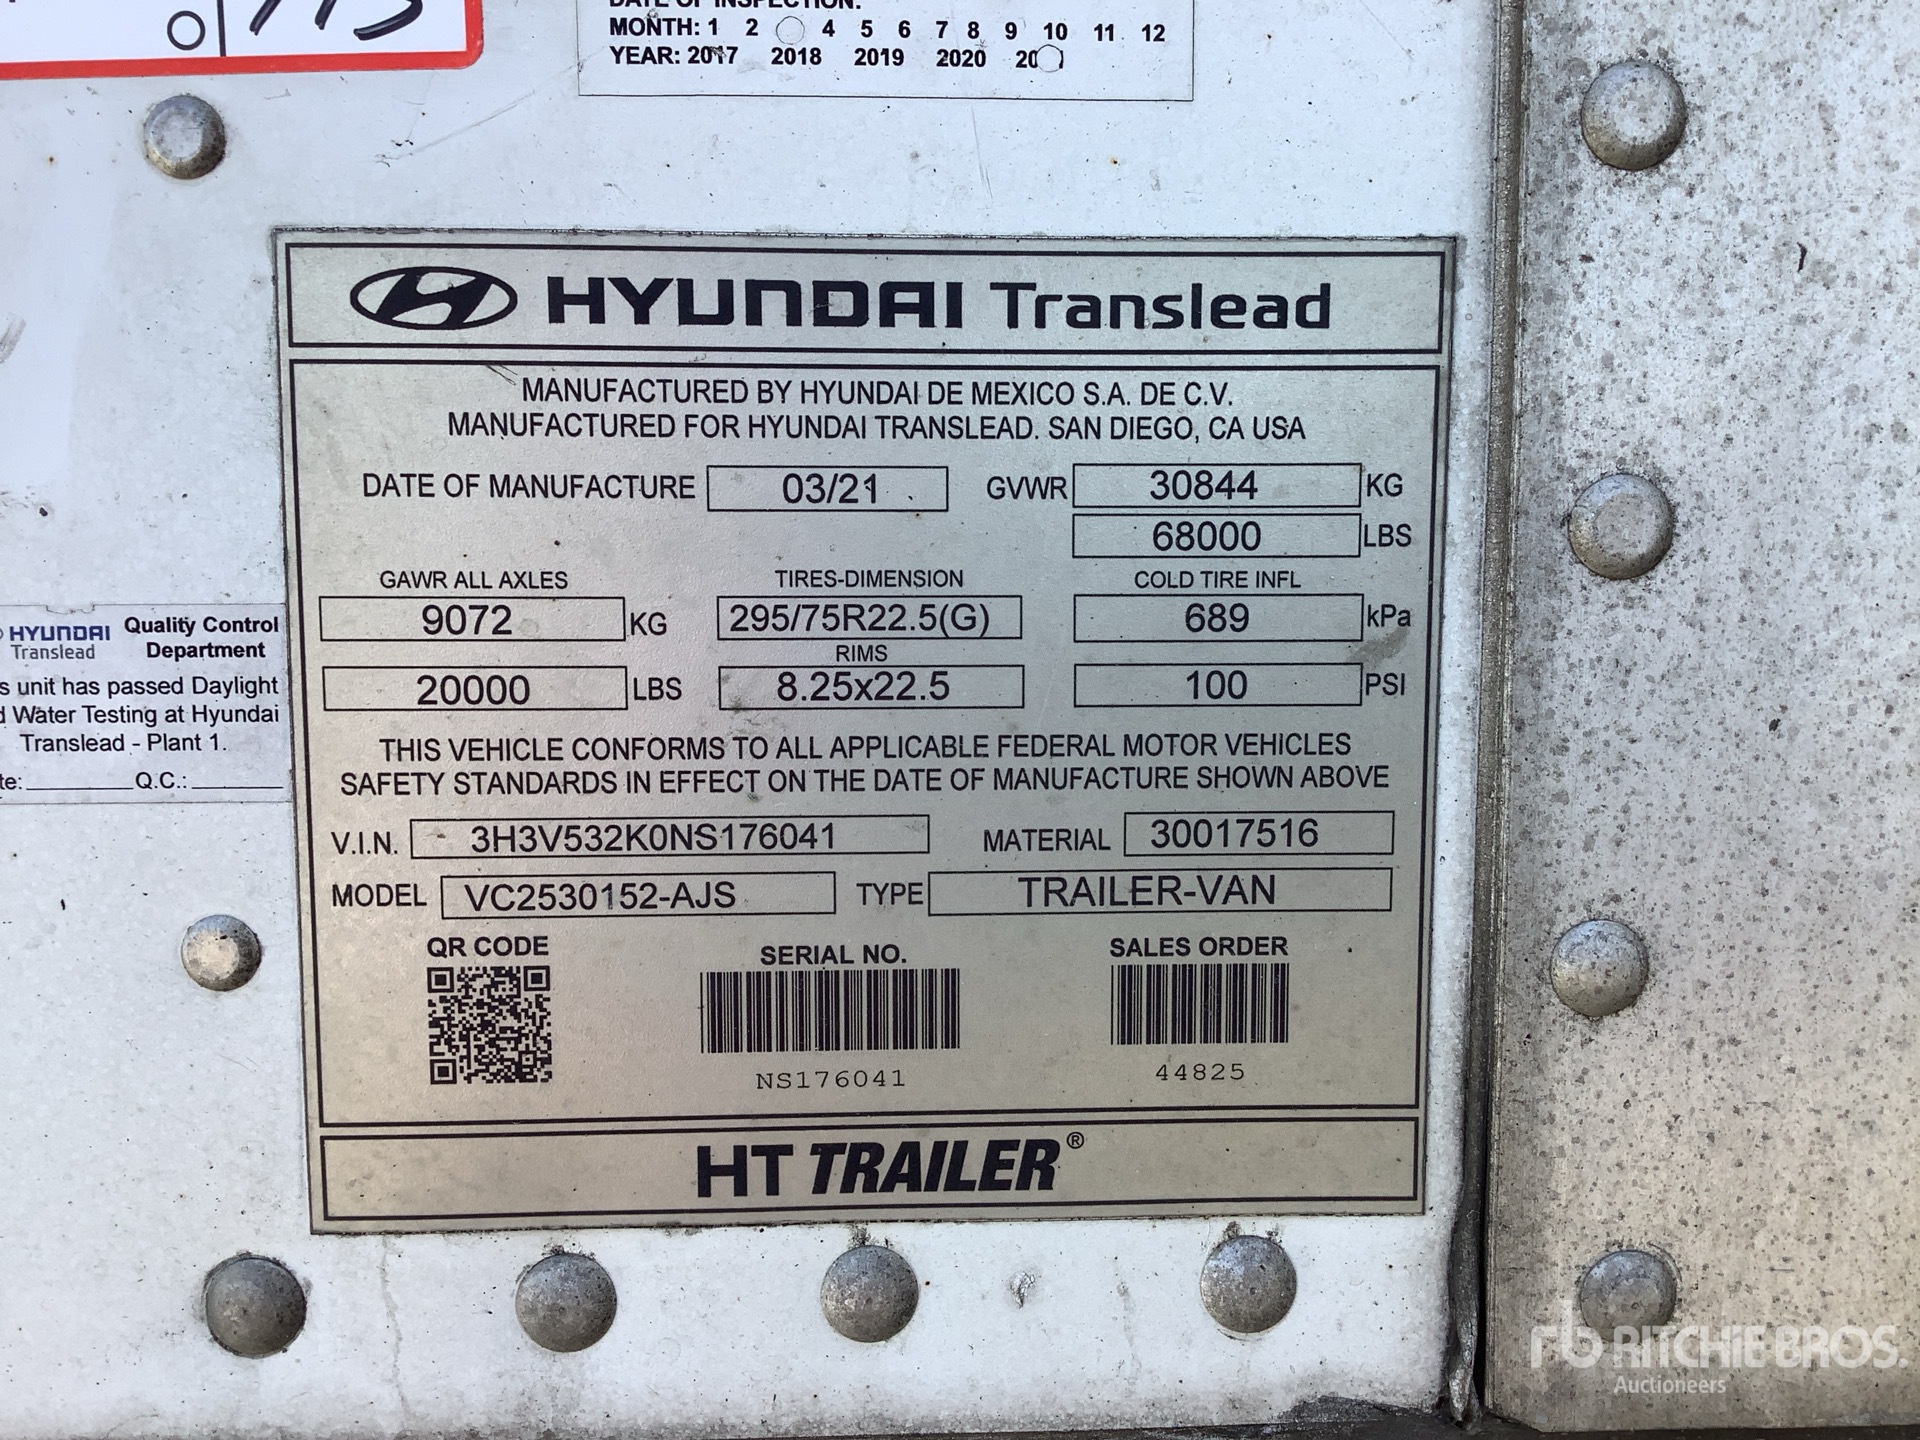 DATE OF INSPECTION:
MONTH: 1 2 4 5 6 7 8 9 10 11 12
YEAR: 2017 2018 2019 2020
HYUNDAI Translead
MANUFACTURED BY HYUNDAI DE MEXICO S.A. DE C.V.
MANUFACTURED FOR HYUNDAI TRANSLEAD. SAN DIEGO, CA USA
DATE OF MANUFACTURE 03/21 GVWR 30844 KG
68000 LBS
GAWR ALL AXLES TIRES-DIMENSION COLD TIRE INFL
9072 KG 295/75R22.5(G) 689 kPa
RIMS
20000 LBS 8.25x22.5 100 PSI
THIS VEHICLE CONFORMS TO ALL APPLICABLE FEDERAL MOTOR VEHICLES
SAFETY STANDARDS IN EFFECT ON THE DATE OF MANUFACTURE SHOWN ABOVE
V.I.N. 3H3V532K0NS176041 MATERIAL 30017516
MODEL VC2530152-AJS TYPE TRAILER-VAN
QR CODE SERIAL NO. SALES ORDER
NS176041 44825
HT TRAILER®
HYUNDAI Translead Quality Control
Department
s unit has passed Daylight
d Water Testing at Hyundai
Translead - Plant 1.
te: Q.C.:
rb RITCHIE BROS.
Auctioneers